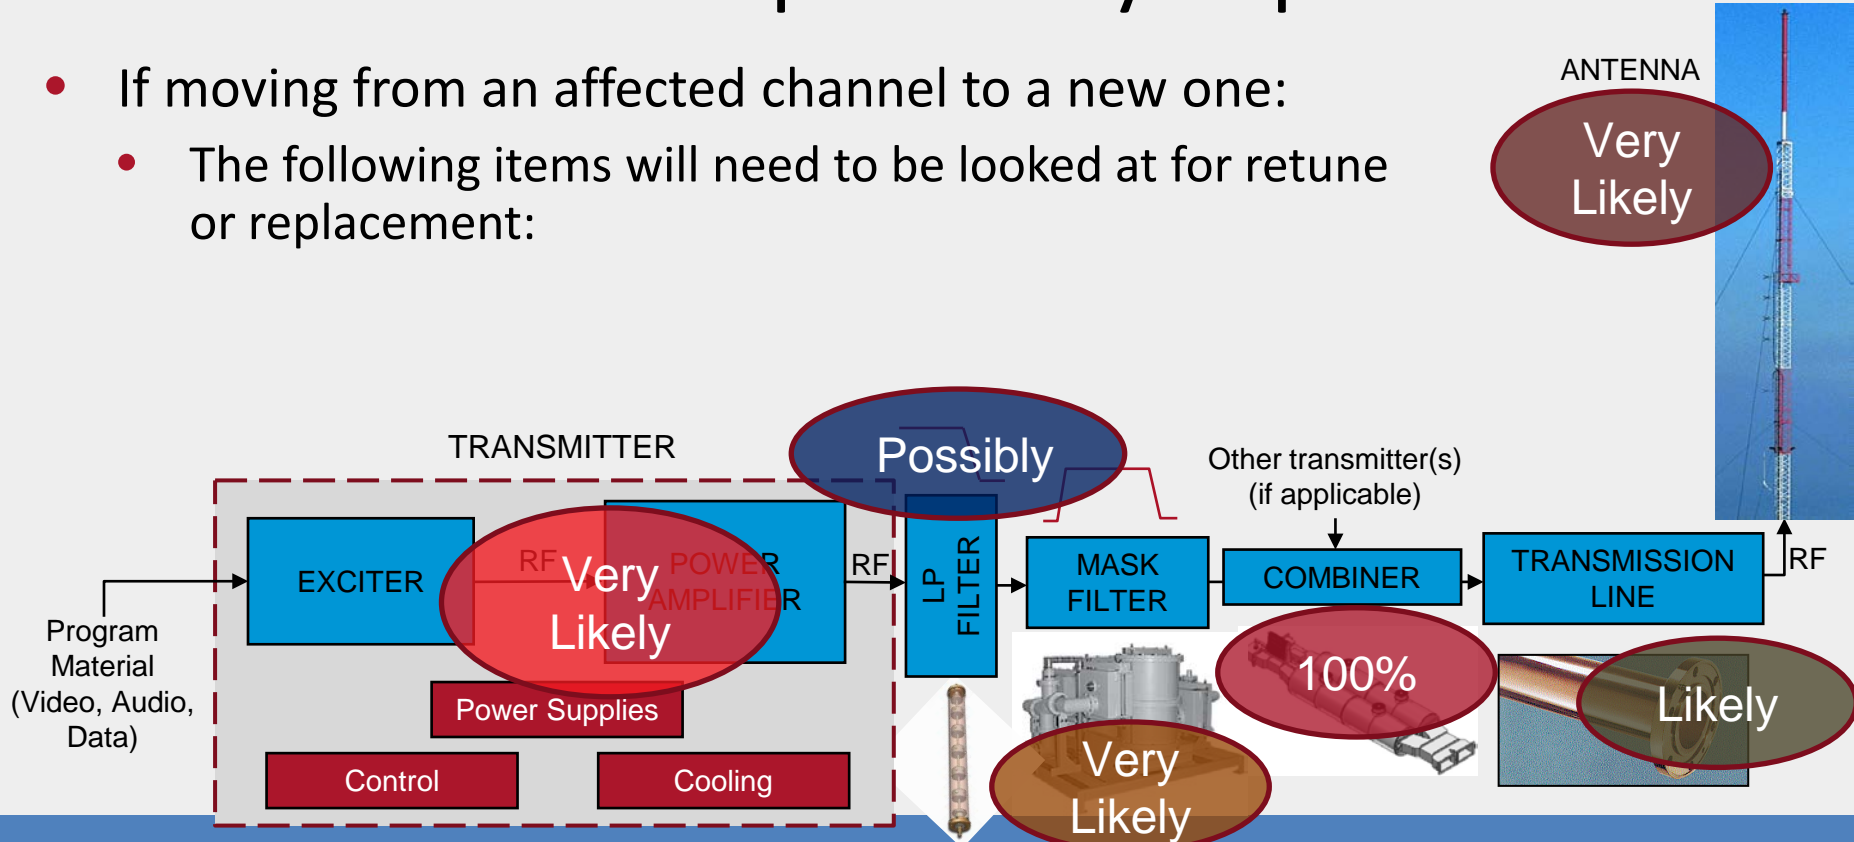 If moving from an affected channel to a new one:
The following items will need to be looked at for retune
or replacement:
ANTENNA
Very
Likely
TRANSMITTER
Possibly
Other transmitter(s)
(if applicable)
EXCITER
RF
POWER
AMPLIFIER
Very
Likely
RF
LP
FILTER
MASK
FILTER
COMBINER
TRANSMISSION
LINE
RF
Program
Material
(Video, Audio,
Data)
Power Supplies
Control
Cooling
Very
Likely
100%
Likely